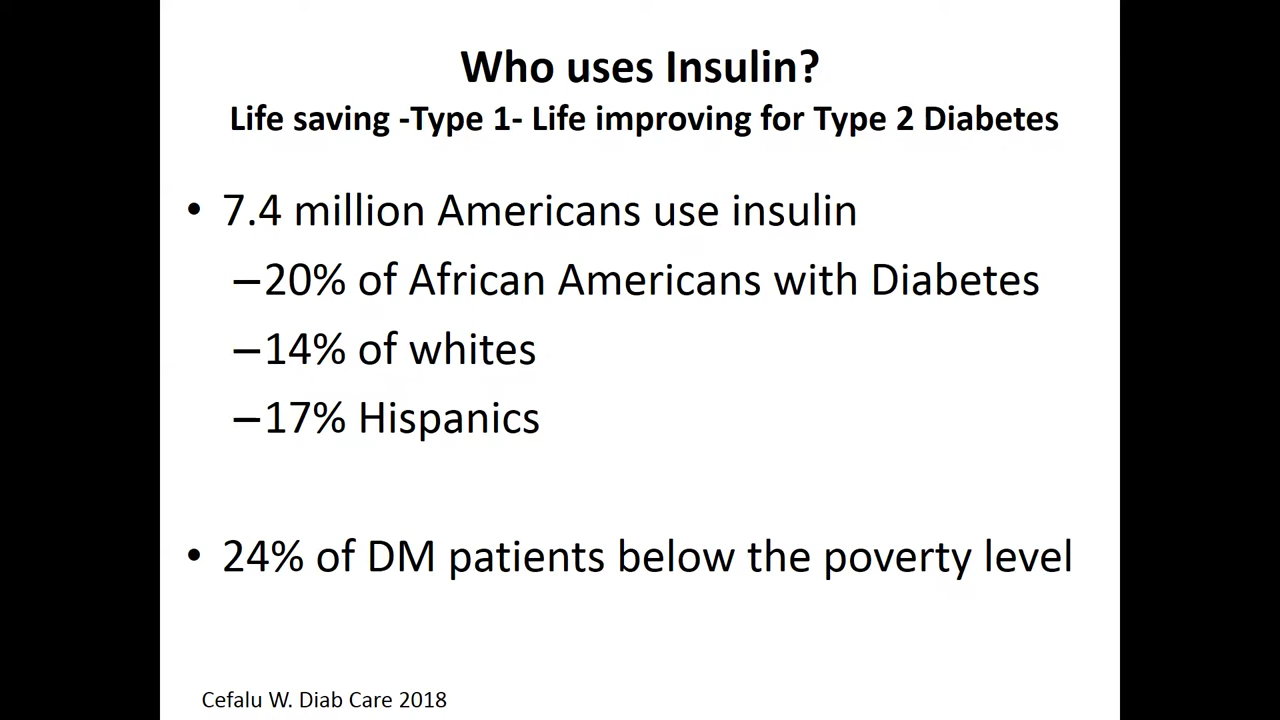 Who uses Insulin?
Life saving -Type 1- Life improving for Type 2 Diabetes
• 7.4 million Americans use insulin
–20% of African Americans with Diabetes
–14% of whites
–17% Hispanics
• 24% of DM patients below the poverty level
Cefalu W. Diab Care 2018